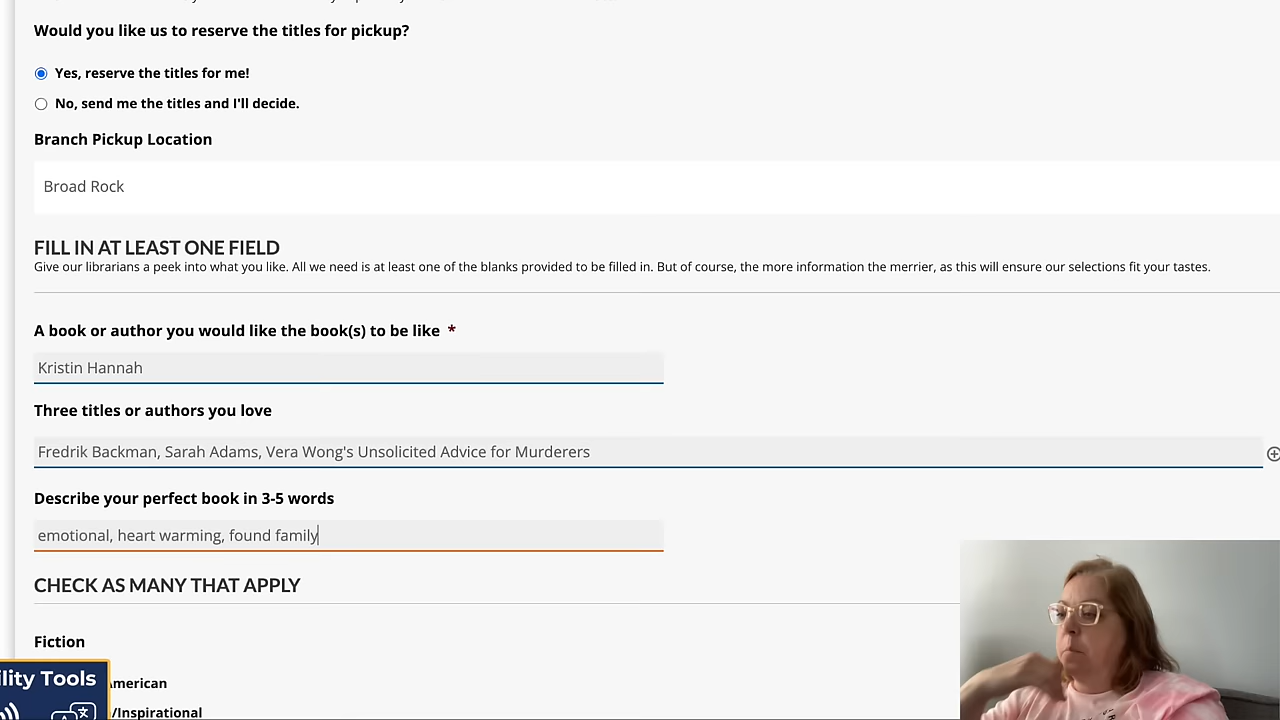 Would you like us to reserve the titles for pickup?
Yes, reserve the titles for me!
No, send me the titles and I'll decide.
Branch Pickup Location
Broad Rock
FILL IN AT LEAST ONE FIELD
Give our librarians a peek into what you like. All we need is at least one of the blanks provided to be filled in. But of course, the more information the merrier, as this will ensure our selections fit your tastes.
A book or author you would like the book(s) to be like *
Kristin Hannah
Three titles or authors you love
Fredrik Backman, Sarah Adams, Vera Wong's Unsolicited Advice for Murderers
Describe your perfect book in 3-5 words
emotional, heart warming, found family
CHECK AS MANY THAT APPLY
Fiction
ility Tools
American
/Inspirational